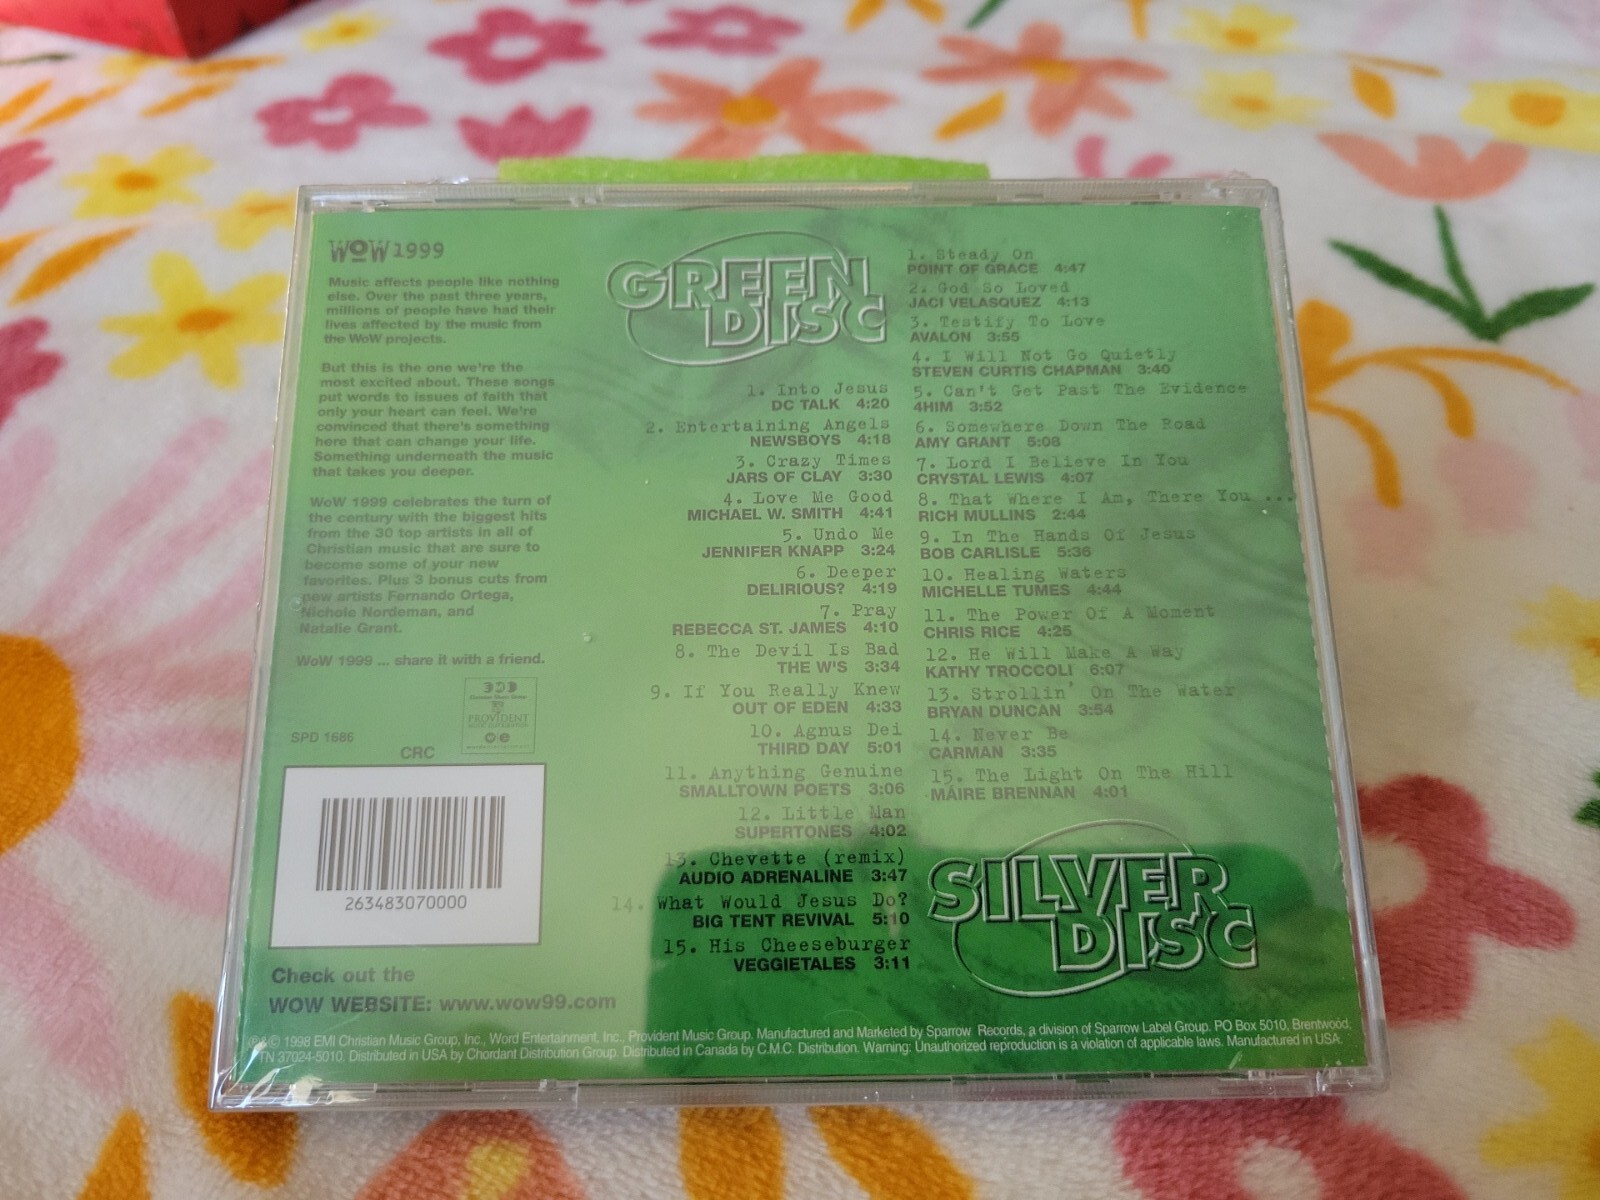 WOW 1999
Music affects people like nothing
else. Over the past three years,
millions of people have had their
lives affected by the music from
the WoW projects.
But this is the one we're the
most excited about. These songs
put words to issues of faith that
only your heart can feel. We're
convinced that there's something
here that can change your life.
Something underneath the music
that takes you deeper.
WoW 1999 celebrates the turn of
the century with the biggest hits
from the 30 top artists in all of
Christian music that are sure to
become some of your new
favorites. Plus 3 bonus cuts from
new artists Fernando Ortega,
Nichole Nordeman, and
Natalie Grant.
WoW 1999 ... share it with a friend.
PROVIDENT
SPD 1686
CRC
263483070000
Check out the
WOW WEBSITE: www.wow99.com
GREEN
DISC
1. Into Jesus
DC TALK 4:20
2. Entertaining Angels
NEWSBOYS 4:18
3. Crazy Times
JARS OF CLAY 3:30
4. Love Me Good
MICHAEL W. SMITH 4:41
5. Undo Me
JENNIFER KNAPP 3:24
6. Deeper
DELIRIOUS? 4:19
7. Pray
REBECCA ST. JAMES 4:10
8. The Devil Is Bad
THE W'S 3:34
9. If You Really Knew
OUT OF EDEN 4:33
10. Agnus Dei
THIRD DAY 5:01
11. Anything Genuine
SMALLTOWN POETS 3:06
12. Little Man
SUPERTONES 4:02
13. Chevette (remix)
AUDIO ADRENALINE 3:47
14. What Would Jesus Do?
BIG TENT REVIVAL 5:10
15. His Cheeseburger
VEGGIETALES 3:11
1. Steady On
POINT OF GRACE 4:47
2. God So Loved
JACI VELASQUEZ 4:13
3. Testify To Love
AVALON 3:55
4. I Will Not Go Quietly
STEVEN CURTIS CHAPMAN 3:40
5. Can't Get Past The Evidence
4HIM 3:52
6. Somewhere Down The Road
AMY GRANT 5:08
7. Lord I Believe In You
CRYSTAL LEWIS 4:07
8. That Where I Am, There You ...
RICH MULLINS 2:44
9. In The Hands Of Jesus
BOB CARLISLE 5:36
10. Healing Waters
MICHELLE TUMES 4:44
11. The Power Of A Moment
CHRIS RICE 4:25
12. He Will Make A Way
KATHY TROCCOLI 6:07
13. Strollin' On The Water
BRYAN DUNCAN 3:54
14. Never Be
CARMAN 3:35
15. The Light On The Hill
MÁIRE BRENNAN 4:01
SILVER
DISC
℗ © 1998 EMI Christian Music Group, Inc., Word Entertainment, Inc., Provident Music Group. Manufactured and Marketed by Sparrow Records, a division of Sparrow Label Group. PO Box 5010, Brentwood,
TN 37024-5010. Distributed in USA by Chordant Distribution Group. Distributed in Canada by C.M.C. Distribution. Warning: Unauthorized reproduction is a violation of applicable laws. Manufactured in USA.